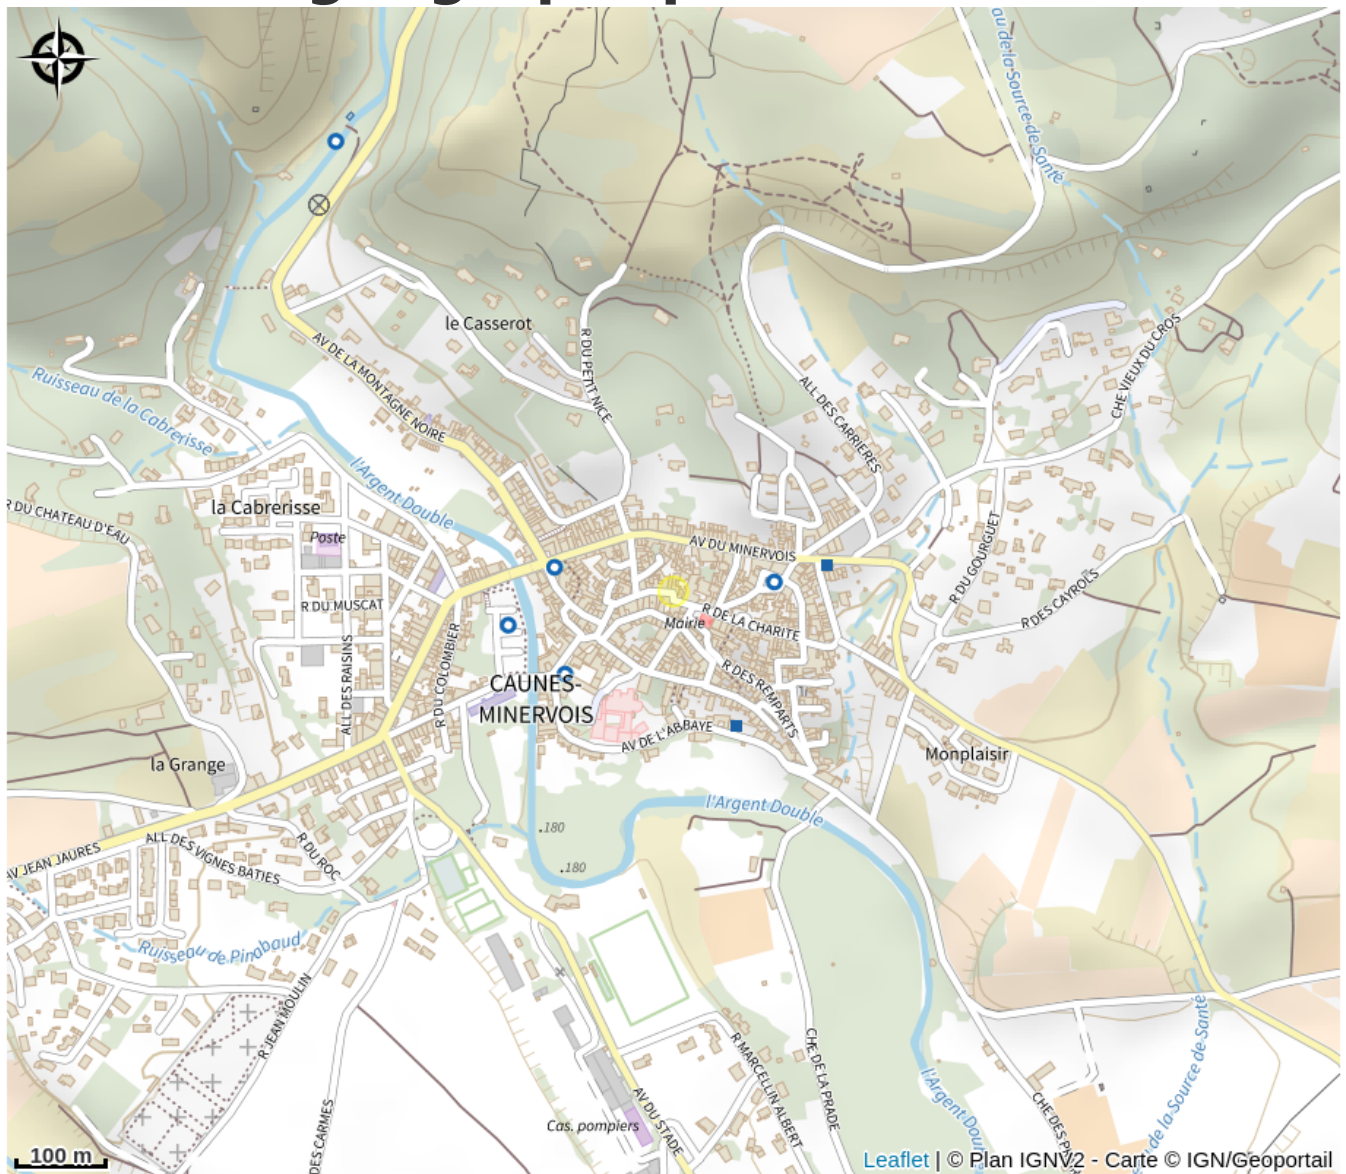 au de la Source de Santé
le Casserot
R DU PETIT NICE
AV DE LA MONTAGNE NOIRE
CHE VIEUX DU CROS
Ruisseau de la Cabrerisse
ALL DES CARRIERES
l'Argent Double
la Cabrerisse
R DU CHATEAU D'EAU
Poste
AV DU MINERVOIS
R DU GOURGUET
R DES CAYROLS
R DU MUSCAT
R DE LA CHARITE
Mairie
ALL DES RAISINS
R DU COLOMBIER
R DES REMPARTS
CAUNES-
MINERVOIS
AV DE L'ABBAYE
Monplaisir
la Grange
l'Argent Double
.180
.180
AV JEAN JAURES
ALL DES VIGNES BATIES
R DU ROC
Ruisseau de Pinabaud
R JEAN MOULIN
DES CARMES
Cas. pompiers
AV DU STADE
R MARCELLIN ALBERT
CHE DE LA PRADE
l'Argent Dou
CHE DES
de la Source de Santé
100 m
Leaflet | © Plan IGNV2 - Carte © IGN/Geoportail